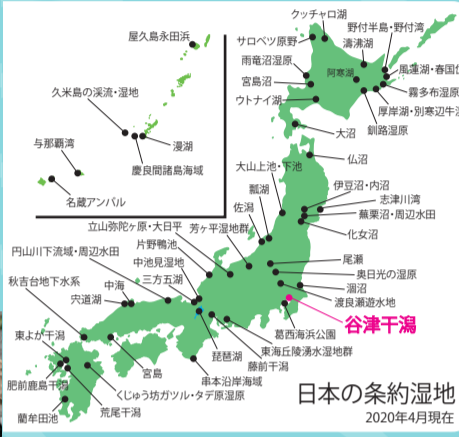 クッチャロ湖
屋久島永田浜
サロベツ原野
野付半島・野付湾
濤沸湖
雨竜沼湿原
阿寒湖
風蓮湖・春国岱
宮島沼
久米島の渓流・湿地
ウトナイ湖
霧多布湿原
厚岸湖・別寒辺牛湿
釧路湿原
漫湖
大沼
与那覇湾
慶良間諸島海域
仏沼
大山上池・下池
名蔵アンバル
瓢湖
伊豆沼・内沼
佐潟
志津川湾
蕪栗沼・周辺水田
立山弥陀ヶ原・大日平
芳ヶ平湿地群
化女沼
円山川下流域・周辺水田
片野鴨池
中池見湿地
尾瀬
三方五湖
奥日光の湿原
秋吉台地下水系
中海
涸沼
宍道湖
渡良瀬遊水地
谷津干潟
葛西海浜公園
東よか干潟
東海丘陵湧水湿地群
琵琶湖
藤前干潟
宮島
串本沿岸海域
肥前鹿島干潟
くじゅう坊ガツル・タデ原湿原
荒尾干潟
藺牟田池
日本の条約湿地
2020年4月現在